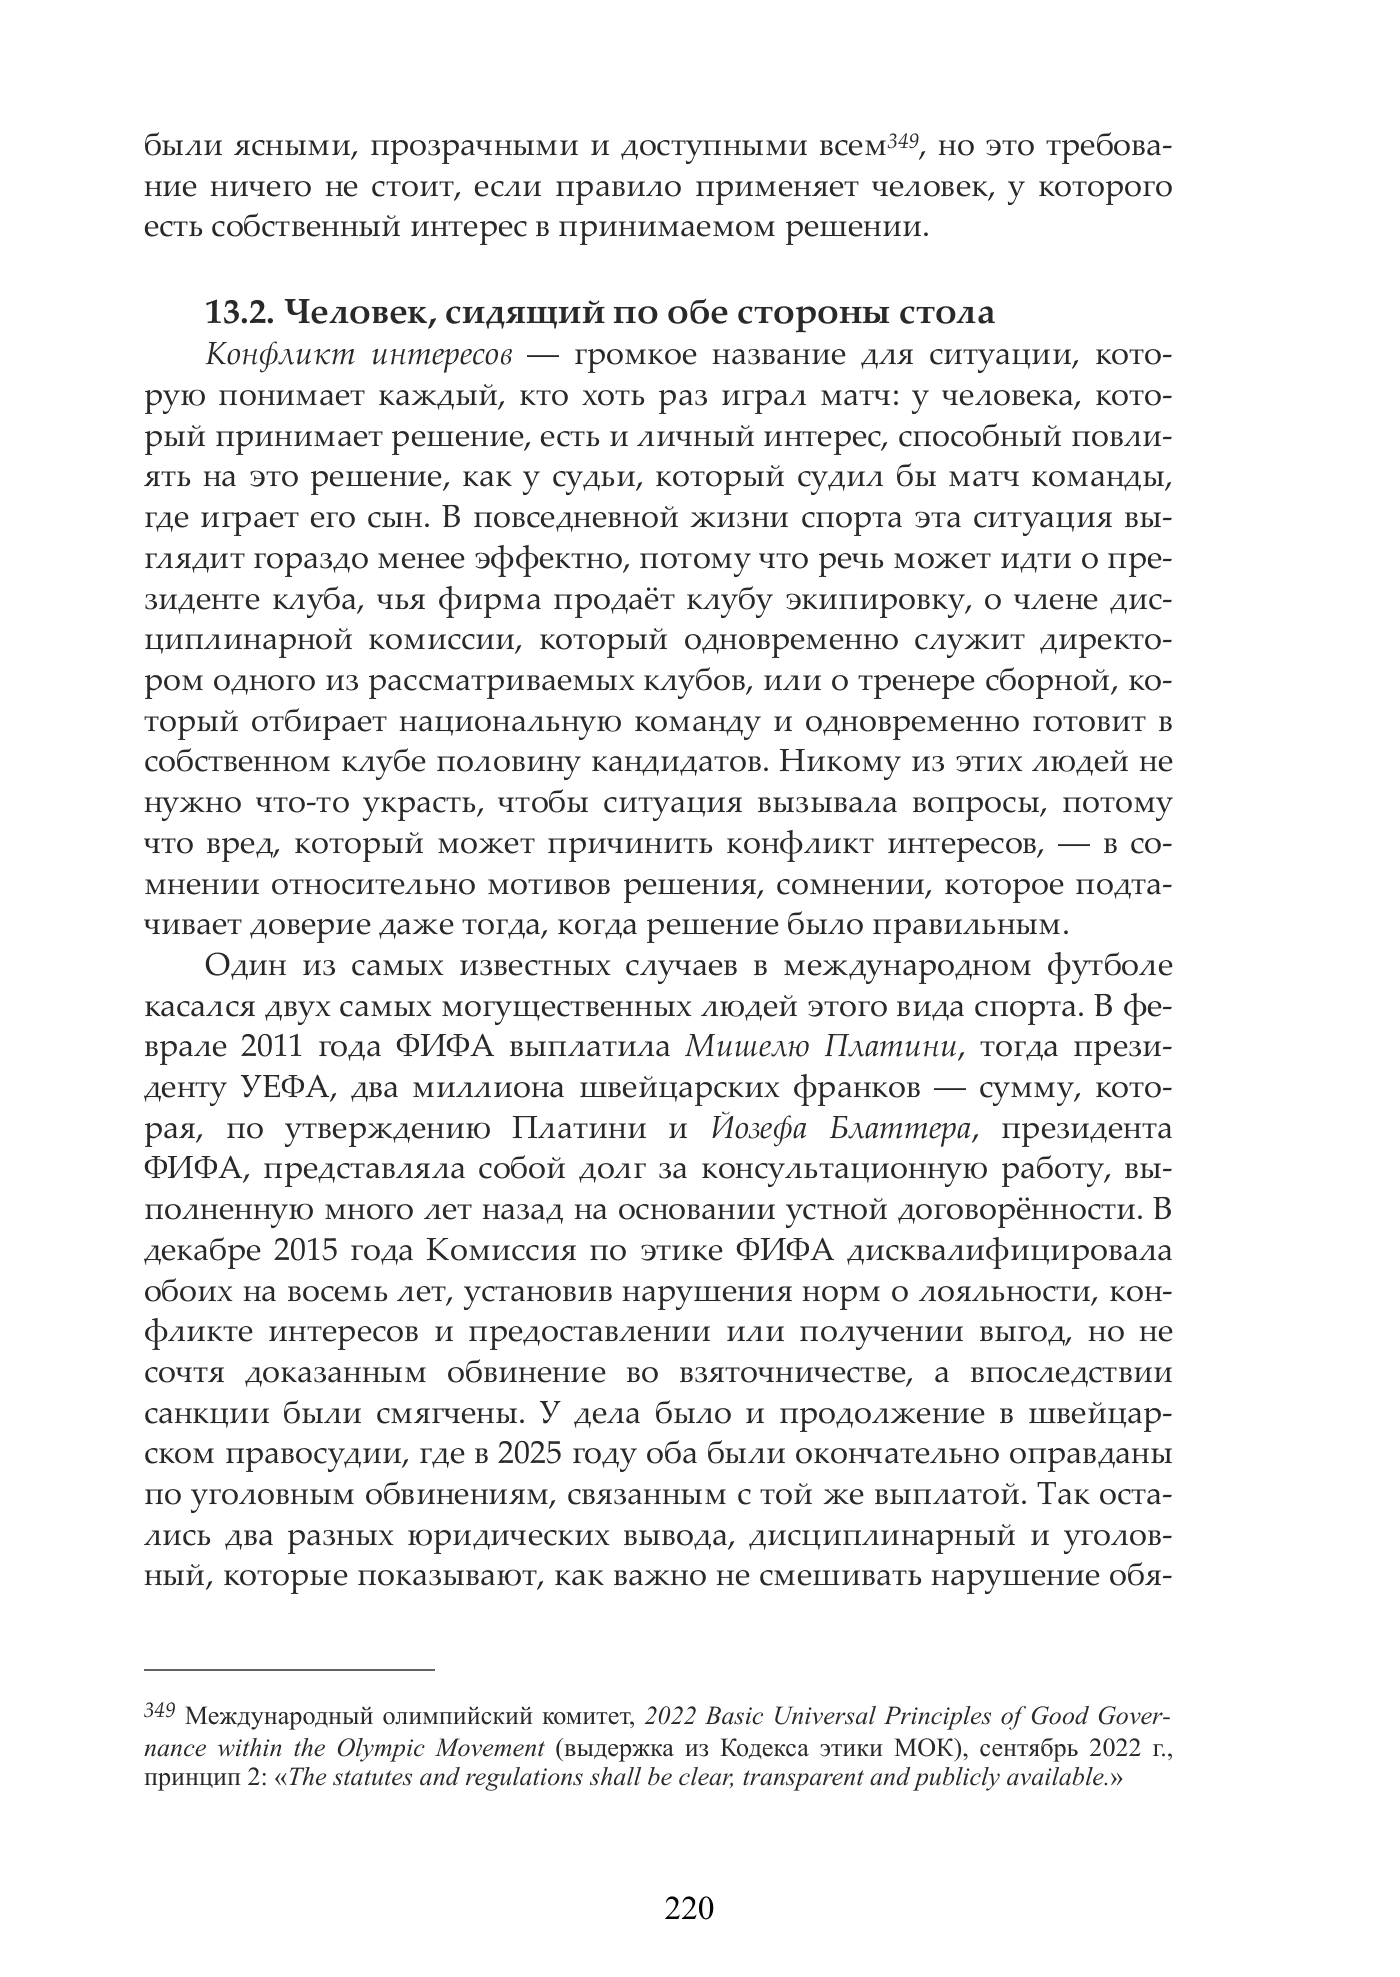 были ясными, прозрачными и доступными всем349, но это требова-
ние ничего не стоит, если правило применяет человек, у которого
есть собственный интерес в принимаемом решении.
13.2. Человек, сидящий по обе стороны стола
Конфликт интересов — громкое название для ситуации, кото-
рую понимает каждый, кто хоть раз играл матч: у человека, кото-
рый принимает решение, есть и личный интерес, способный повли-
ять на это решение, как у судьи, который судил бы матч команды,
где играет его сын. В повседневной жизни спорта эта ситуация вы-
глядит гораздо менее эффектно, потому что речь может идти о пре-
зиденте клуба, чья фирма продаёт клубу экипировку, о члене дис-
циплинарной комиссии, который одновременно служит директо-
ром одного из рассматриваемых клубов, или о тренере сборной, ко-
торый отбирает национальную команду и одновременно готовит в
собственном клубе половину кандидатов. Никому из этих людей не
нужно что-то украсть, чтобы ситуация вызывала вопросы, потому
что вред, который может причинить конфликт интересов, — в со-
мнении относительно мотивов решения, сомнении, которое подта-
чивает доверие даже тогда, когда решение было правильным.
Один из самых известных случаев в международном футболе
касался двух самых могущественных людей этого вида спорта. В фе-
врале 2011 года ФИФА выплатила Мишелю Платини, тогда прези-
денту УЕФА, два миллиона швейцарских франков — сумму, кото-
рая, по утверждению Платини и Йозефа Блаттера, президента
ФИФА, представляла собой долг за консультационную работу, вы-
полненную много лет назад на основании устной договорённости. В
декабре 2015 года Комиссия по этике ФИФА дисквалифицировала
обоих на восемь лет, установив нарушения норм о лояльности, кон-
фликте интересов и предоставлении или получении выгод, но не
сочтя доказанным обвинение во взяточничестве, а впоследствии
санкции были смягчены. У дела было и продолжение в швейцар-
ском правосудии, где в 2025 году оба были окончательно оправданы
по уголовным обвинениям, связанным с той же выплатой. Так оста-
лись два разных юридических вывода, дисциплинарный и уголов-
ный, которые показывают, как важно не смешивать нарушение обя-
349 Международный олимпийский комитет, 2022 Basic Universal Principles of Good Gover-
nance within the Olympic Movement (выдержка из Кодекса этики МОК), сентябрь 2022 г.,
принцип 2: «The statutes and regulations shall be clear, transparent and publicly available.»
220